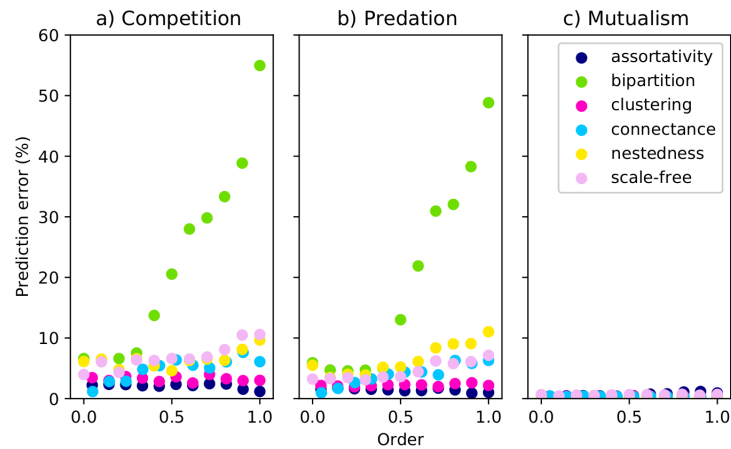 a) Competition
b) Predation
c) Mutualism
Prediction error (%)
60
50
40
30
20
10
0
assortativity
bipartition
clustering
connectance
nestedness
scale-free
0.0
0.5
1.0
0.0
0.5
1.0
0.0
0.5
1.0
Order